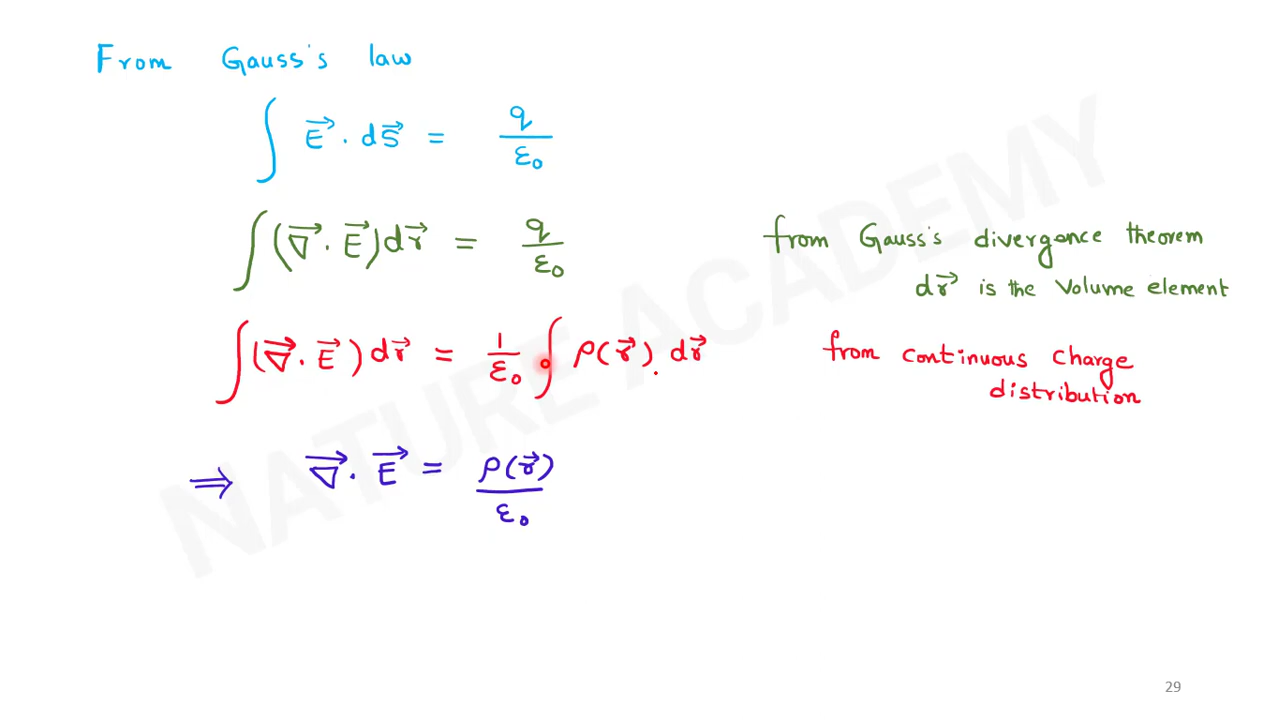 From Gauss's law
∫ E⃗ . dS⃗ = q/ε₀
∫ (∇⃗ . E⃗) dr⃗ = q/ε₀ from Gauss's divergence theorem
dr⃗ is the volume element
∫ (∇⃗ . E⃗) dr⃗ = 1/ε₀ ∫ ρ(r⃗) . dr⃗ from continuous charge
distribution
⇒ ∇⃗ . E⃗ = ρ(r⃗)/ε₀
NATURE ACADEMY
29